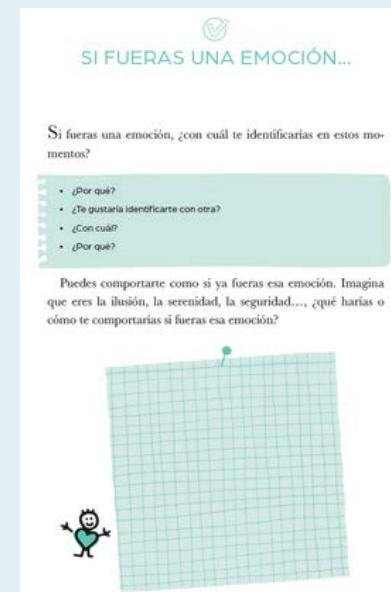 SI FUERAS UNA EMOCIÓN...
Si fueras una emoción, ¿con cuál te identificarías en estos mo-
mentos?
• ¿Por qué?
• ¿Te gustaría identificarte con otra?
• ¿Con cuál?
• ¿Por qué?
Puedes comportarte como si ya fueras esa emoción. Imagina
que eres la ilusión, la serenidad, la seguridad…, ¿qué harías o
cómo te comportarías si fueras esa emoción?